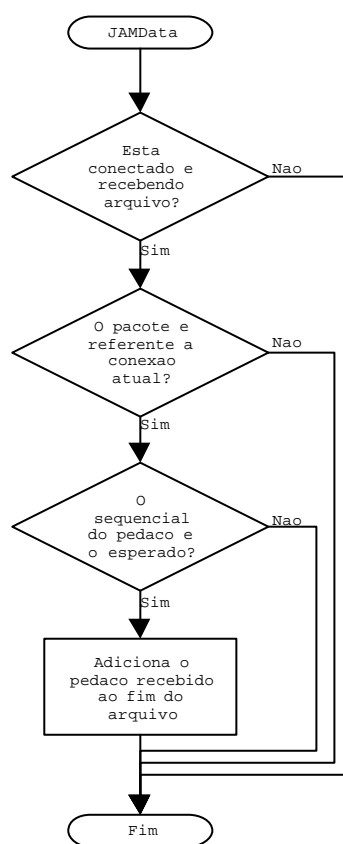 JAMData
Esta
conectado e
recebendo
arquivo?
Nao
Sim
O pacote e
referente a
conexao
atual?
Nao
Sim
O
sequencial
do pedaco e
o esperado?
Nao
Sim
Adiciona o
pedaco recebido
ao fim do
arquivo
Fim